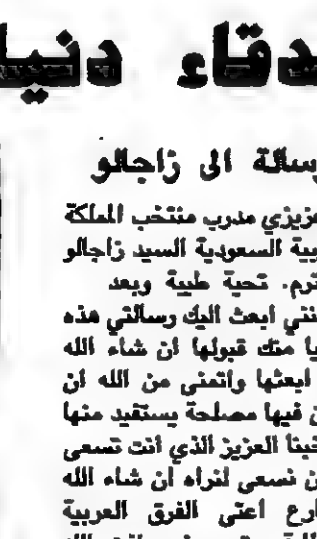 دقاء دنيا
رسالة الى زاجالو
عزيزي مدرب منتخب المملكة
بية السعودية السيد زاجالو
ترم. تحية طيبة وبعد
نني ابعث اليك رسالتي هذه
يا منك قبولها ان شاء الله
ابعثها واتمنى من الله ان
ن فيها مصلحة يستفيد منها
خبنا العزيز الذي انت تسعى
ن نسعى لنراه ان شاء الله
ارع اعتى الفرق العربية